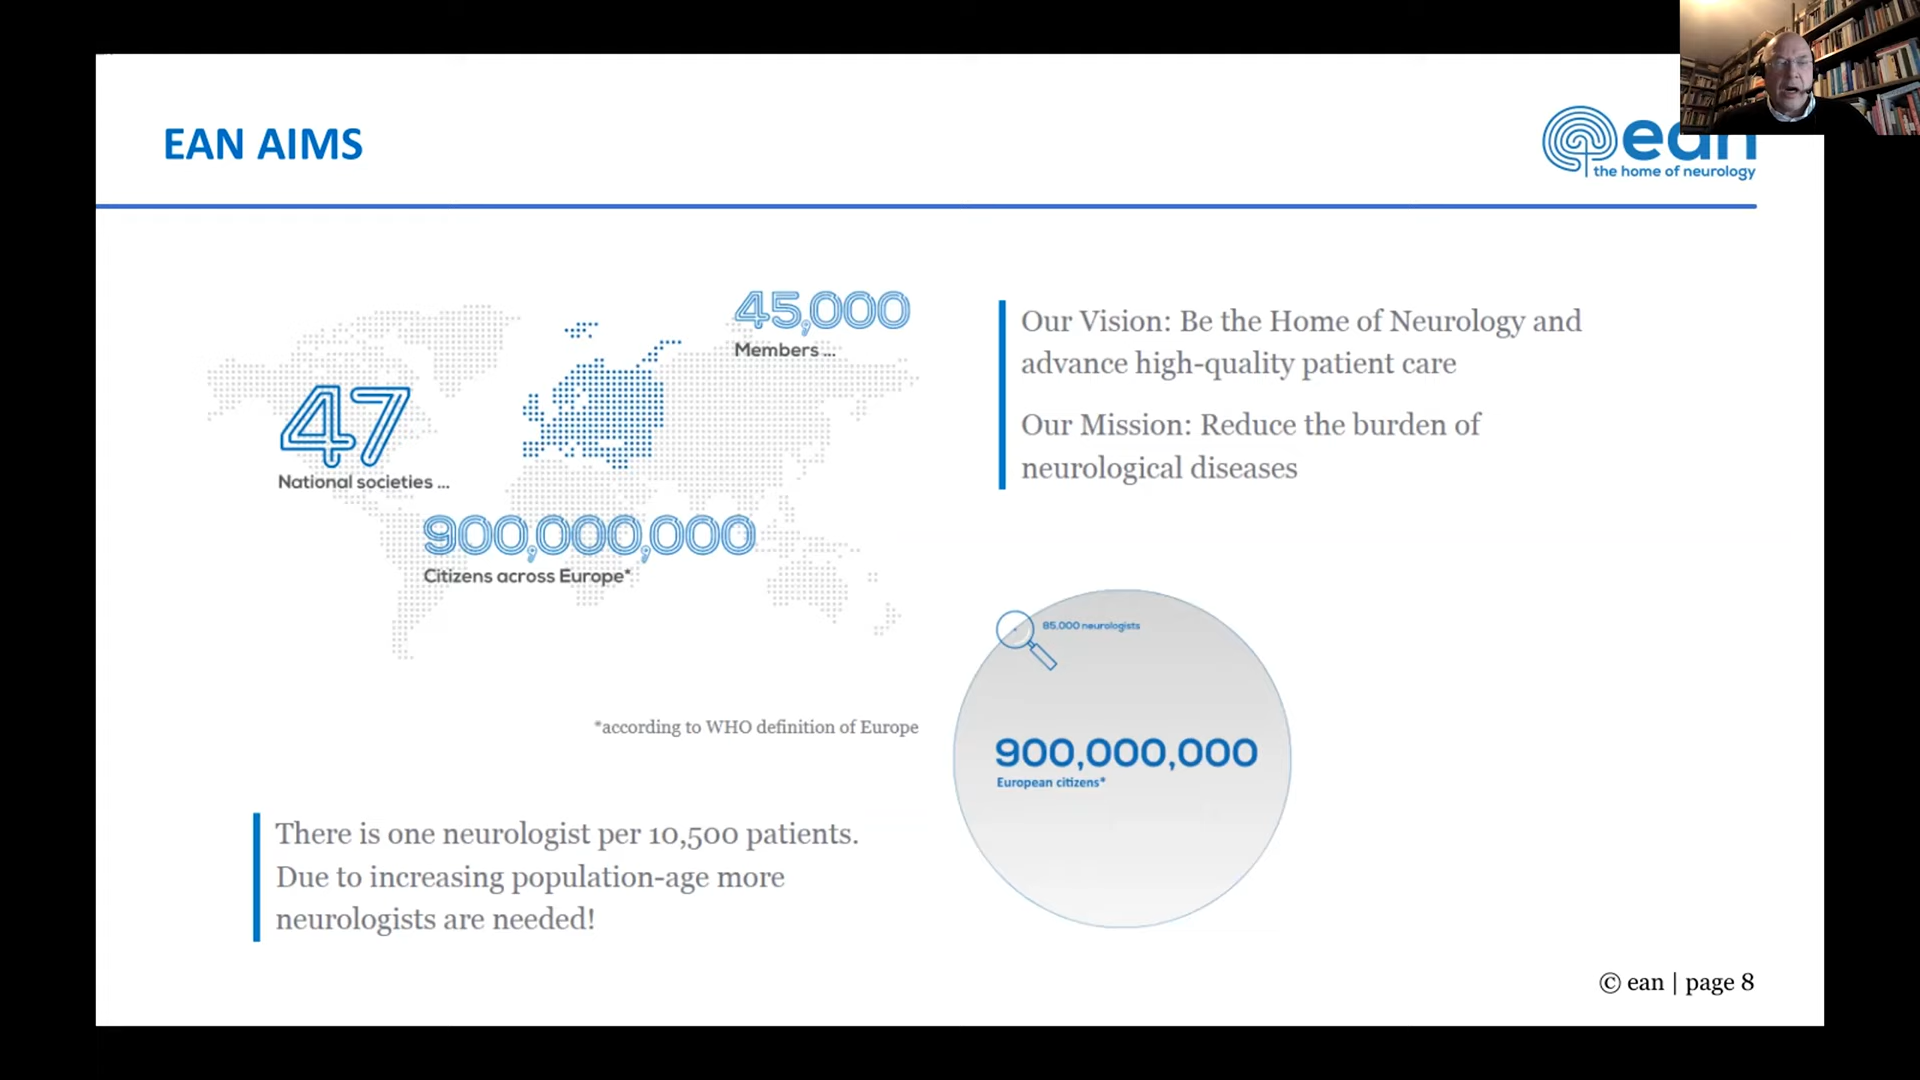 EAN AIMS
ean
the home of neurology
45,000
Members ...
47
National societies ...
900,000,000
Citizens across Europe*
*according to WHO definition of Europe
There is one neurologist per 10,500 patients.
Due to increasing population-age more
neurologists are needed!
Our Vision: Be the Home of Neurology and
advance high-quality patient care
Our Mission: Reduce the burden of
neurological diseases
85.000 neurologists
900,000,000
European citizens*
© ean | page 8